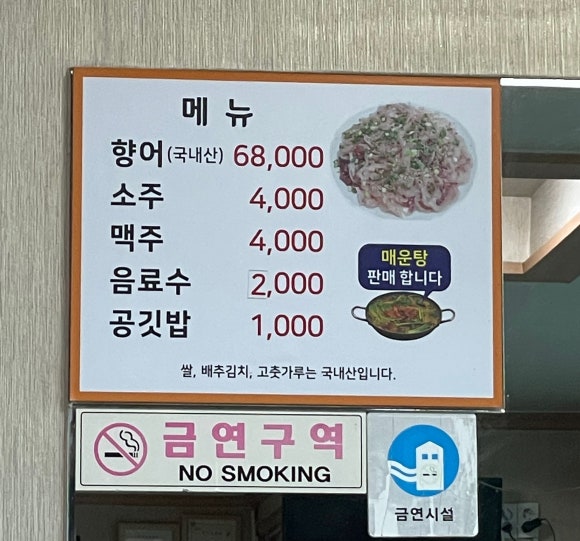 메 뉴
향어(국내산) 68,000
소주 4,000
맥주 4,000
음료수 2,000
공깃밥 1,000
매운탕
판매 합니다
쌀, 배추김치, 고춧가루는 국내산입니다.
금연구역
NO SMOKING
금연시설